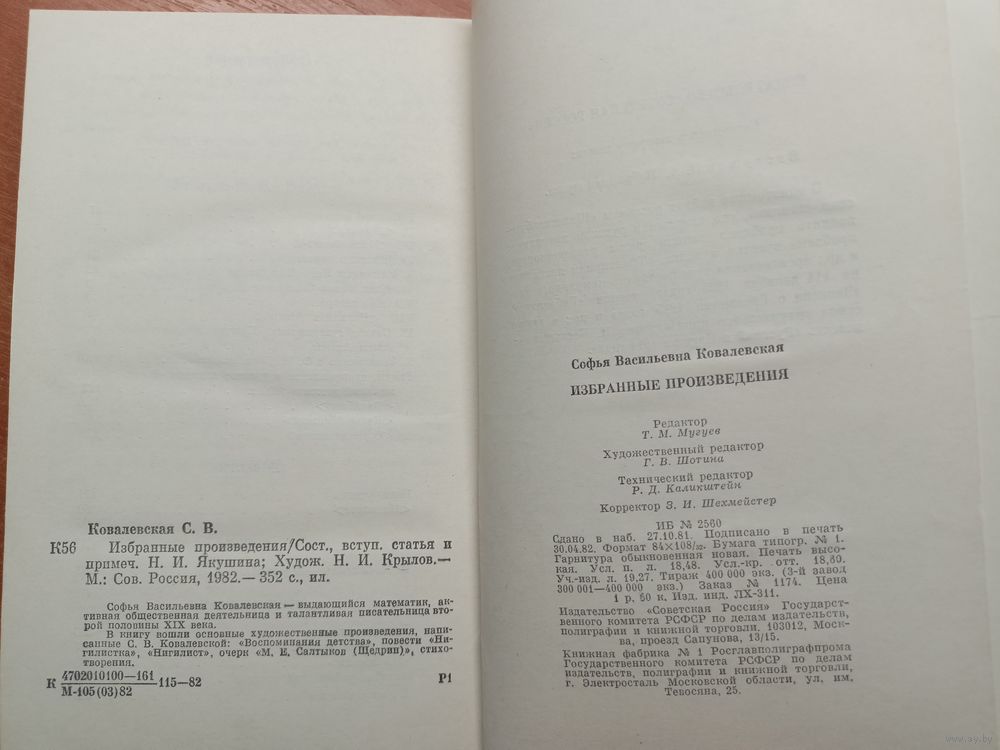 Ковалевская С. В.
К56 Избранные произведения/Сост., вступ. статья и
примеч. Н. И. Якушина; Худож. Н. И. Крылов.—
М.: Сов. Россия, 1982.— 352 с., ил.
Софья Васильевна Ковалевская — выдающийся математик, ак-
тивная общественная деятельница и талантливая писательница вто-
рой половины XIX века.
В книгу вошли основные художественные произведения, напи-
санные С. В. Ковалевской: «Воспоминания детства», повести «Ни-
гилистка», «Нигилист», очерк «М. Е. Салтыков (Щедрин)», стихо-
творения.
4702010100—161
К 115—82 Р1
М-105(03)82
Софья Васильевна Ковалевская
ИЗБРАННЫЕ ПРОИЗВЕДЕНИЯ
Редактор
Т. М. Мугуев
Художественный редактор
Г. В. Шотина
Технический редактор
Р. Д. Каликштейн
Корректор З. И. Шехмейстер
ИБ № 2560
Сдано в наб. 27.10.81. Подписано в печать
30.04.82. Формат 84×108/32. Бумага типогр. № 1.
Гарнитура обыкновенная новая. Печать высо-
кая. Усл. п. л. 18,48. Усл.-кр. отт. 18,80.
Уч.-изд. л. 19,27. Тираж 400 000 экз. (3-й завод
300 001—400 000 экз.) Заказ № 1174. Цена
1 р. 50 к. Изд. инд. ЛХ-311.
Издательство «Советская Россия» Государст-
венного комитета РСФСР по делам издательств,
полиграфии и книжной торговли. 103012, Моск-
ва, проезд Сапунова, 13/15.
Книжная фабрика № 1 Росглавполиграфпрома
Государственного комитета РСФСР по делам
издательств, полиграфии и книжной торговли,
г. Электросталь Московской области, ул. им.
Тевосяна, 25.
www.ay.by